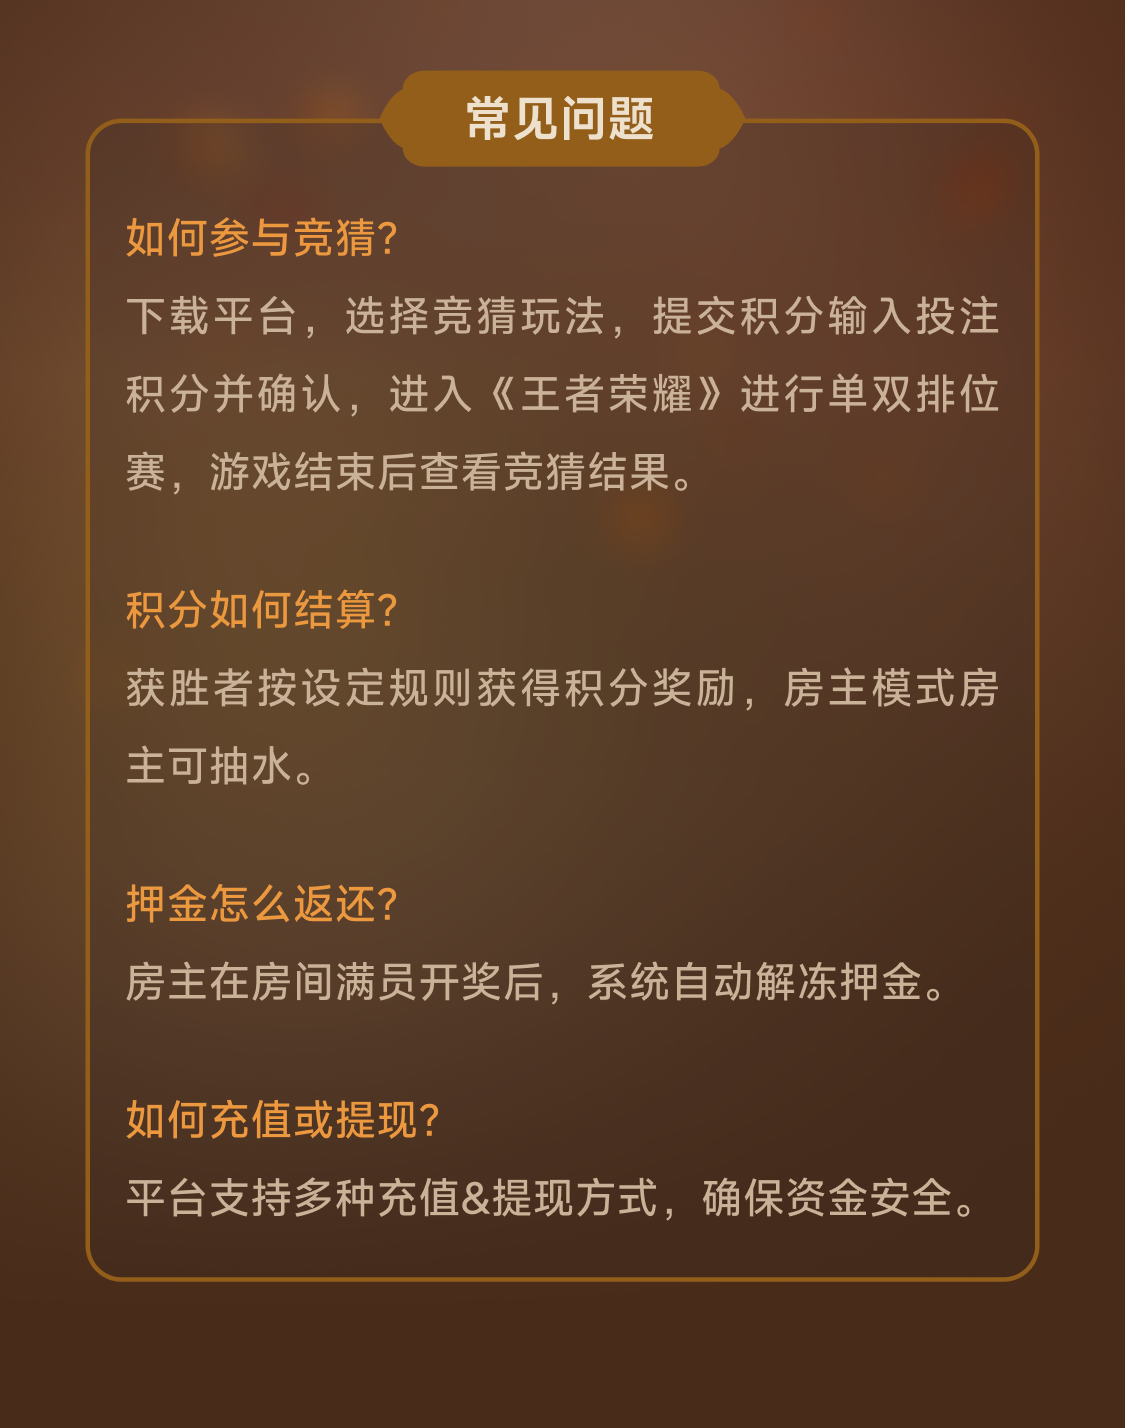 常见问题
如何参与竞猜?
下载平台，选择竞猜玩法，提交积分输入投注
积分并确认，进入《王者荣耀》进行单双排位
赛，游戏结束后查看竞猜结果。
积分如何结算?
获胜者按设定规则获得积分奖励，房主模式房
主可抽水。
押金怎么返还?
房主在房间满员开奖后，系统自动解冻押金。
如何充值或提现?
平台支持多种充值&提现方式，确保资金安全。